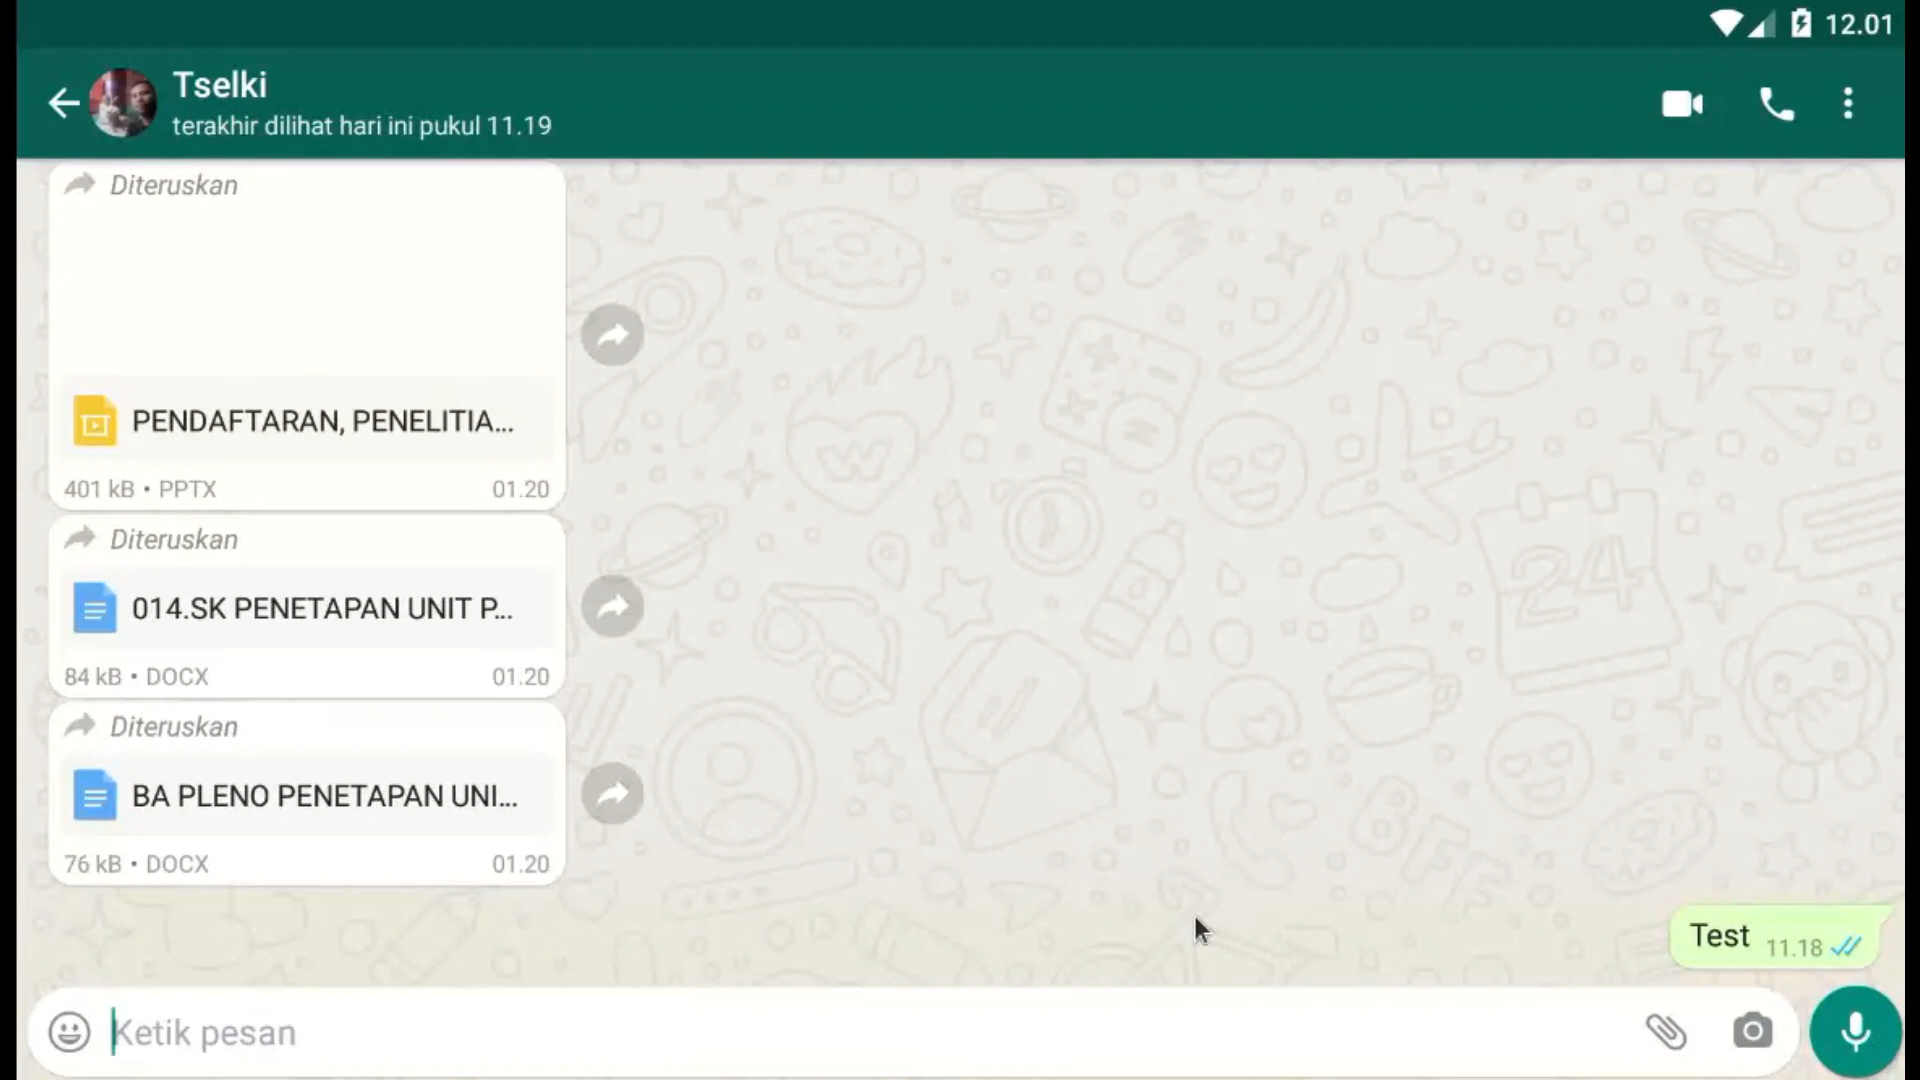 12.01
Tselki
terakhir dilihat hari ini pukul 11.19
Diteruskan
PENDAFTARAN, PENELITIA...
401 kB • PPTX 01.20
Diteruskan
014.SK PENETAPAN UNIT P...
84 kB • DOCX 01.20
Diteruskan
BA PLENO PENETAPAN UNI...
76 kB • DOCX 01.20
Test 11.18
Ketik pesan